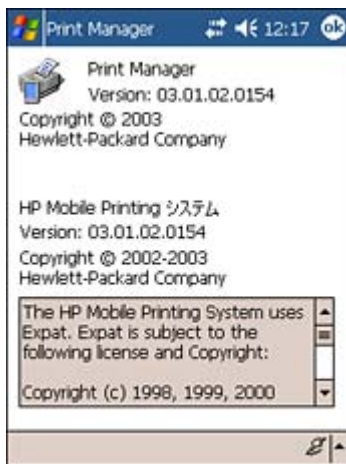 Print Manager 12:17 ok
Print Manager
Version: 03.01.02.0154
Copyright © 2003
Hewlett-Packard Company
HP Mobile Printing システム
Version: 03.01.02.0154
Copyright © 2002-2003
Hewlett-Packard Company
The HP Mobile Printing System uses
Expat. Expat is subject to the
following license and Copyright:
Copyright (c) 1998, 1999, 2000